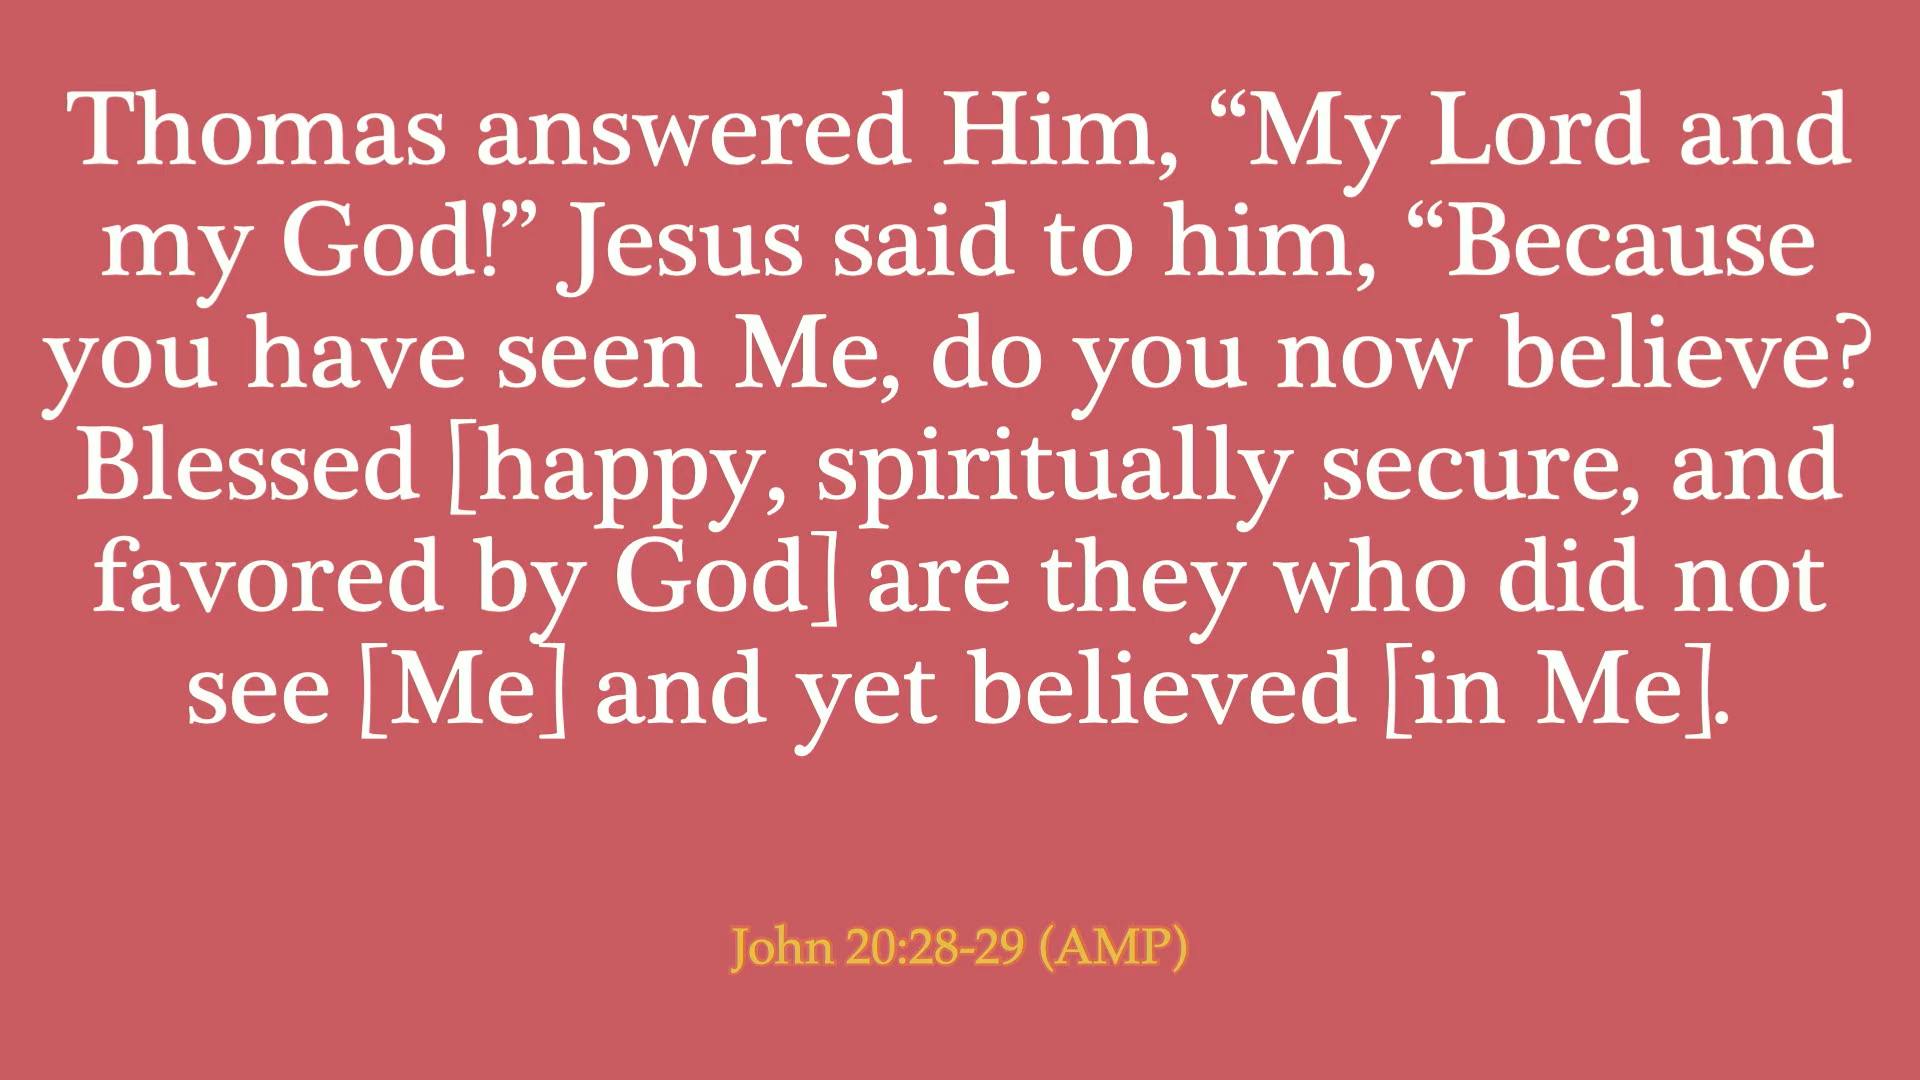 Thomas answered Him, “My Lord and
my God!” Jesus said to him, “Because
you have seen Me, do you now believe?
Blessed [happy, spiritually secure, and
favored by God] are they who did not
see [Me] and yet believed [in Me].
John 20:28-29 (AMP)